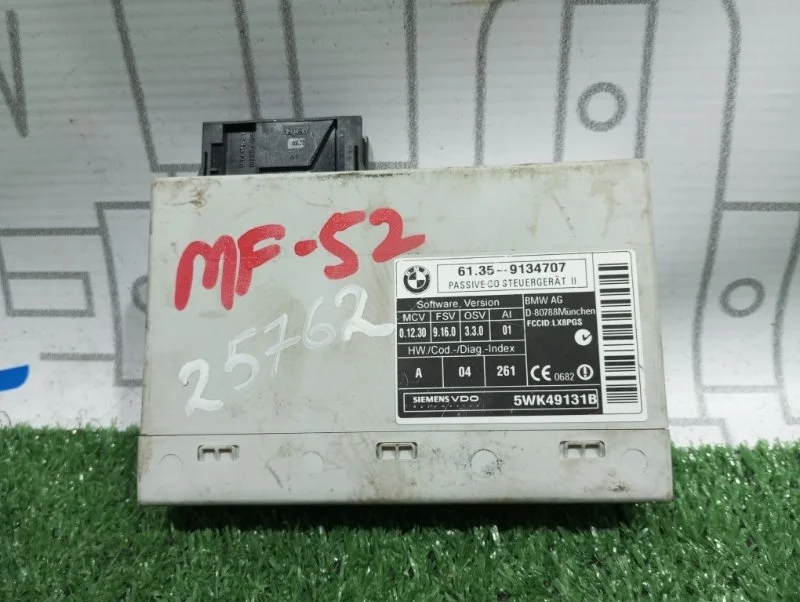 MF-52
25762
61.35-9134707
PASSIVE-GO STEUERGERÄT II
Software. Version
MCV FSV OSV AI
0.12.30 9.16.0 3.3.0 01
HW./Cod.-/Diag.-Index
A 04 261
BMW AG
D-80788München
FCCID:LX8PGS
CE 0682
SIEMENS VDO
5WK49131B